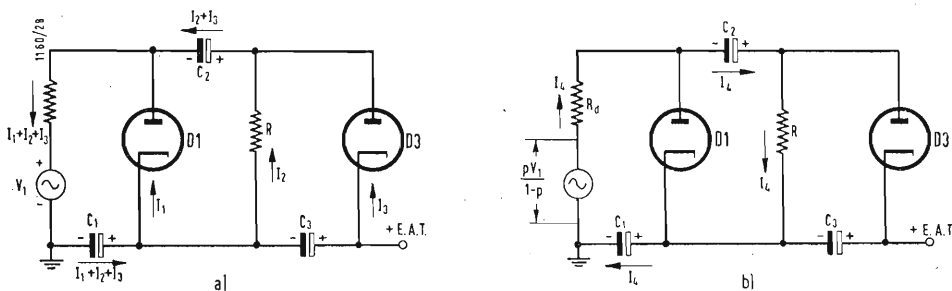 1160/28
I₂+I₃
- +
C₂
I₁+I₂+I₃
D1
R
D3
+
V₁
-
I₁
I₂
I₃
C₁
- +
I₁+I₂+I₃
C₃
- +
+ E.A.T.
a)
C₂
- +
I₄
I₄
R_d
D1
R
D3
I₄
pV₁
1-p
C₁
- +
I₄
C₃
- +
+ E.A.T.
b)